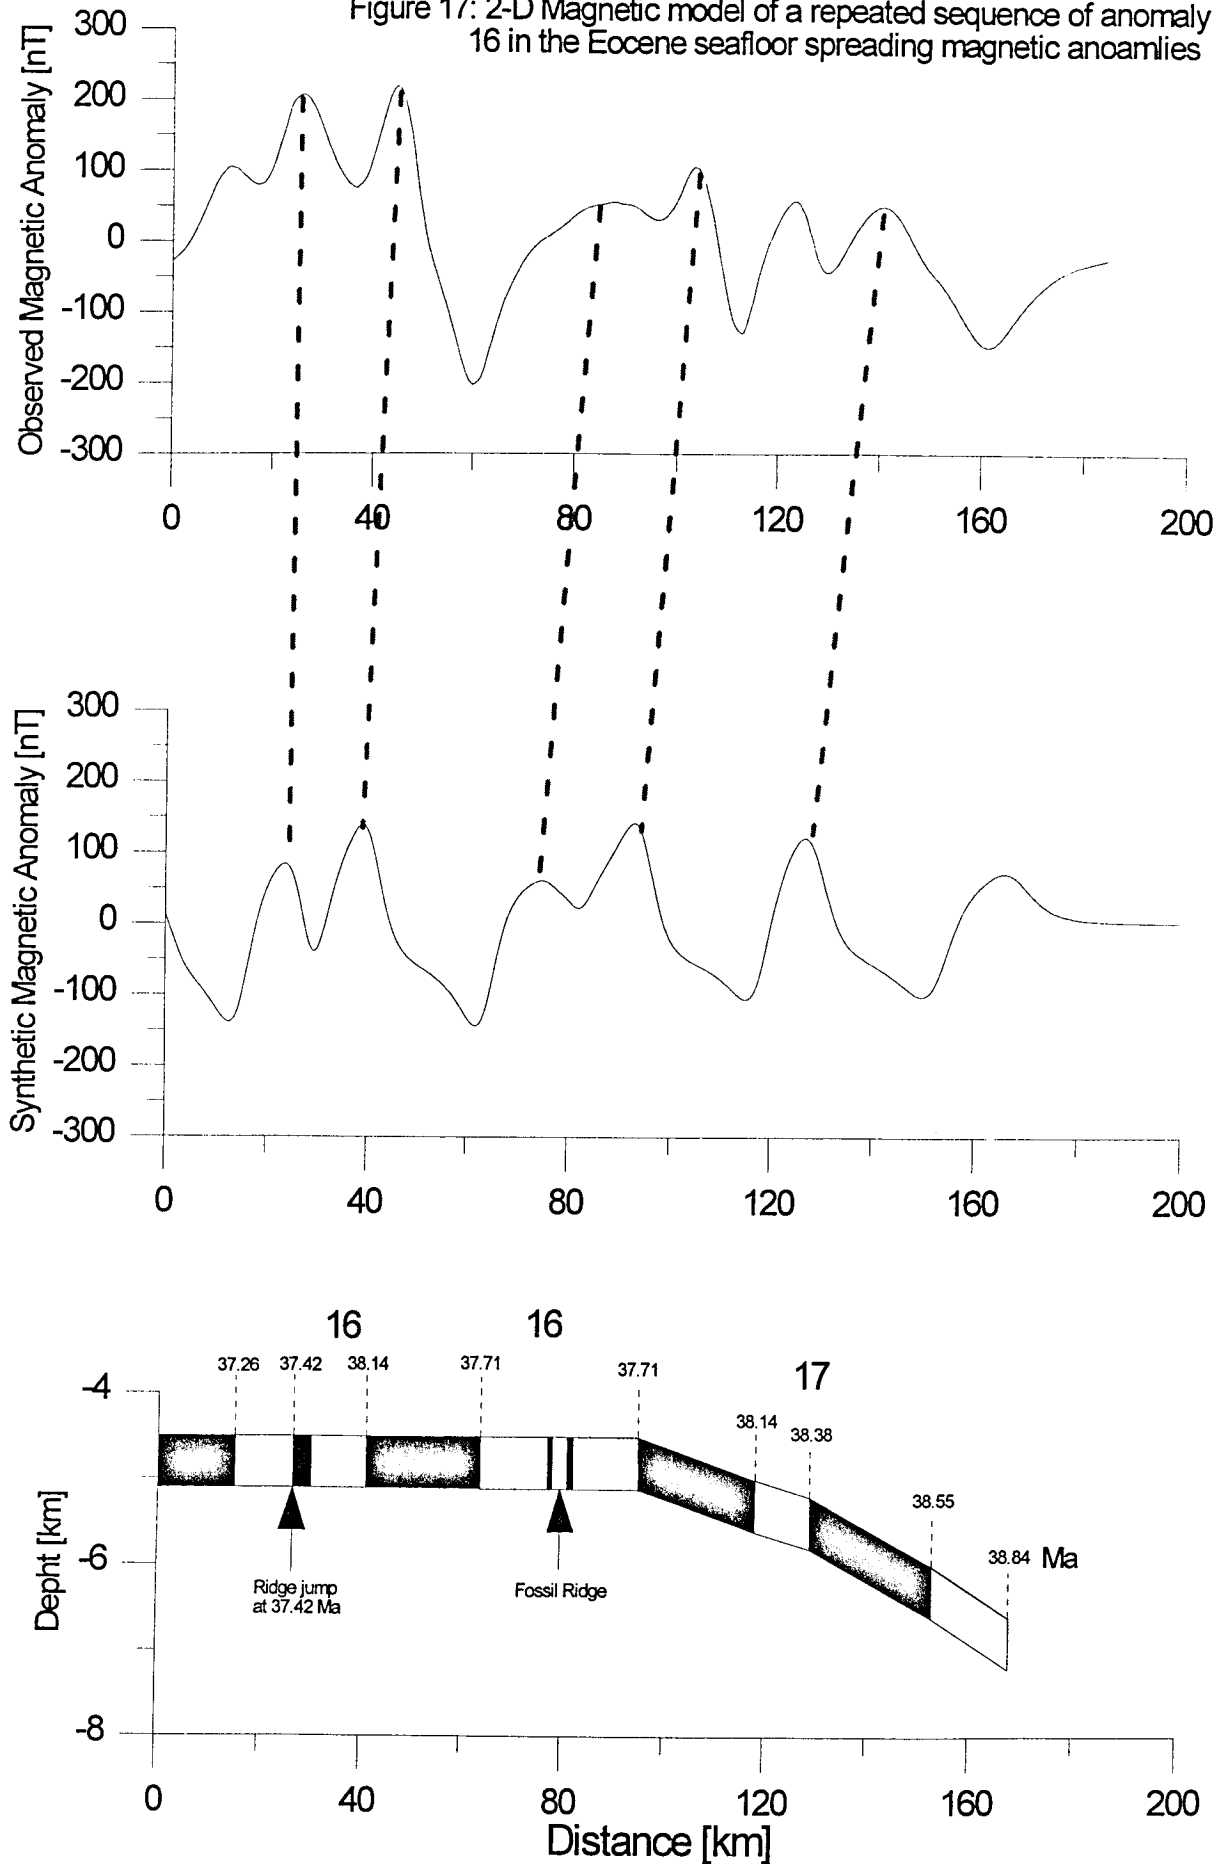 Figure 17: 2-D Magnetic model of a repeated sequence of anomaly
16 in the Eocene seafloor spreading magnetic anoamlies
Observed Magnetic Anomaly [nT]
300
200
100
0
-100
-200
-300
0 40 80 120 160 200
Synthetic Magnetic Anomaly [nT]
300
200
100
0
-100
-200
-300
0 40 80 120 160 200
16 16
17
37.26 37.42 38.14 37.71 37.71
38.14
38.38
38.55
38.84 Ma
Depht [km]
-4
-6
-8
Ridge jump
at 37.42 Ma
Fossil Ridge
0 40 80 120 160 200
Distance [km]